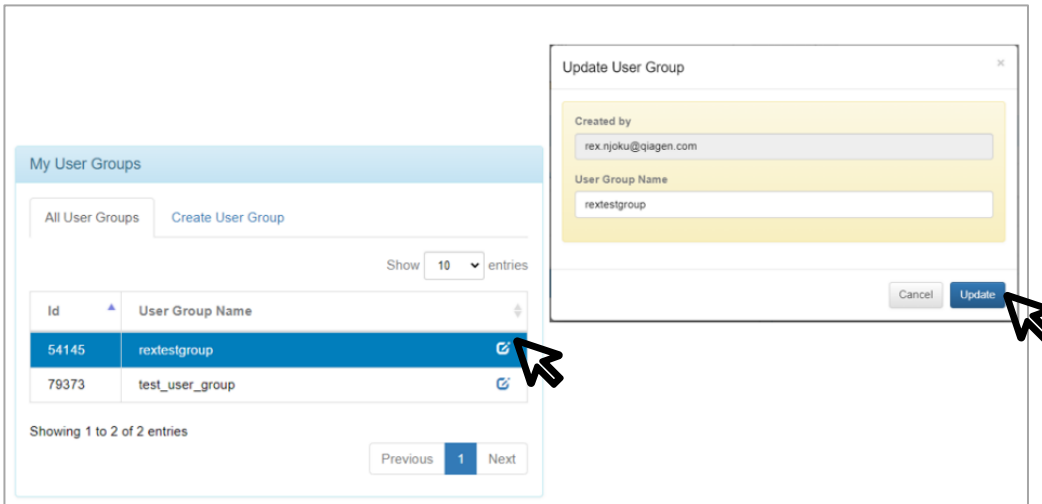 My User Groups
All User Groups Create User Group
Show 10 entries
Id User Group Name
54145 rextestgroup
79373 test_user_group
Showing 1 to 2 of 2 entries
Previous 1 Next
Update User Group ×
Created by
rex.njoku@qiagen.com
User Group Name
rextestgroup
Cancel Update